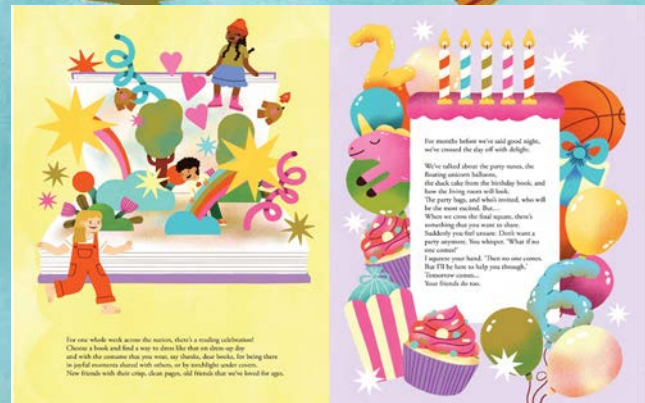 For one whole week across the nation, there's a reading celebration!
Choose a book and find a way to dress like that on dress-up day
and with the costume that you wear, say thanks, dear books, for being there
in joyful moments shared with others, or by torchlight under covers.
New friends with their crisp, clean pages, old friends that we've loved for ages.
2
For months before we've said good night,
we've crossed the day off with delight.
We've talked about the party tunes, the
floating unicorn balloons,
the duck cake from the birthday book, and
how the living room will look.
The party bags, and who's invited, who will
be the most excited. But....
When we cross the final square, there's
something that you want to share.
Suddenly you feel unsure. Don't want a
party anymore. You whisper. 'What if no
one comes?'
I squeeze your hand. 'Then no one comes.
But I'll be here to help you through.'
Tomorrow comes...
Your friends do too.
6